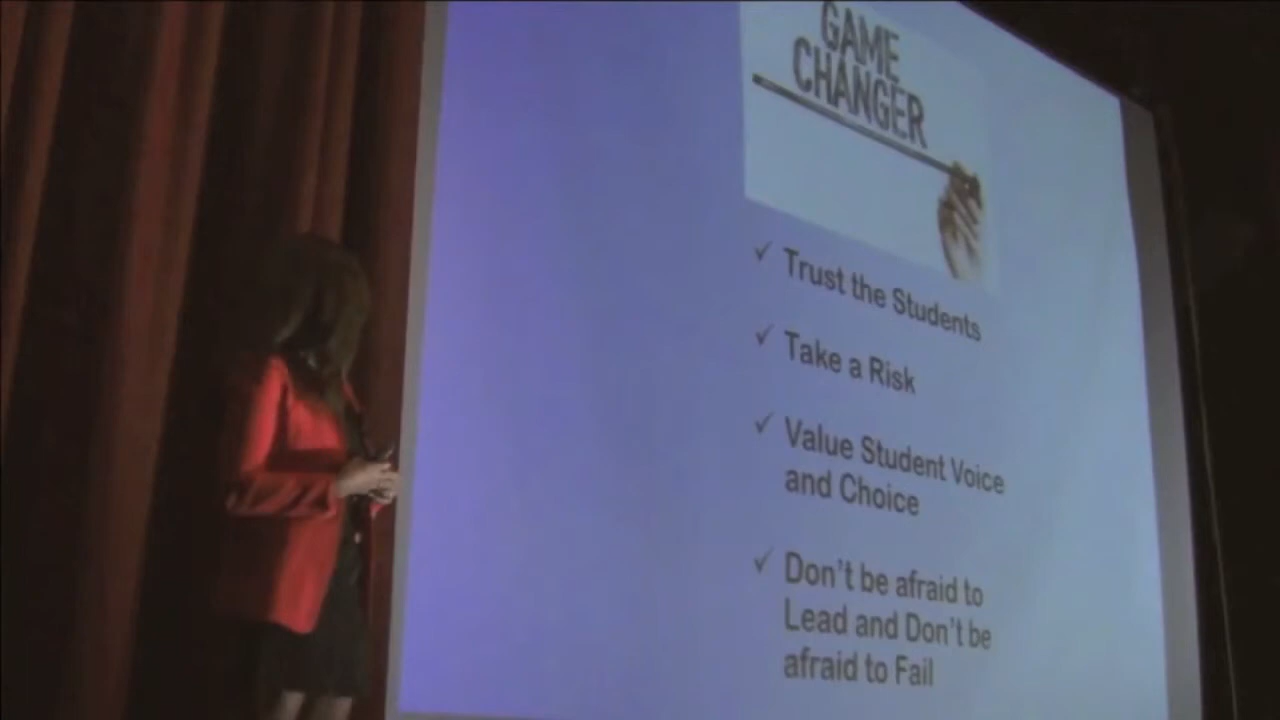 GAME
CHANGER
✓ Trust the Students
✓ Take a Risk
✓ Value Student Voice
and Choice
✓ Don't be afraid to
Lead and Don't be
afraid to Fail